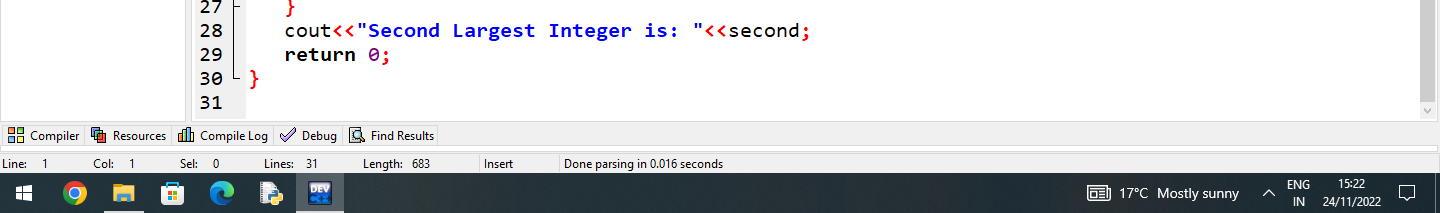 27 }
28 cout<<"Second Largest Integer is: "<<second;
29 return 0;
30 }
31
Compiler Resources Compile Log Debug Find Results
Line: 1 Col: 1 Sel: 0 Lines: 31 Length: 683 Insert Done parsing in 0.016 seconds
DEV C++ 17°C Mostly sunny ENG IN 15:22 24/11/2022